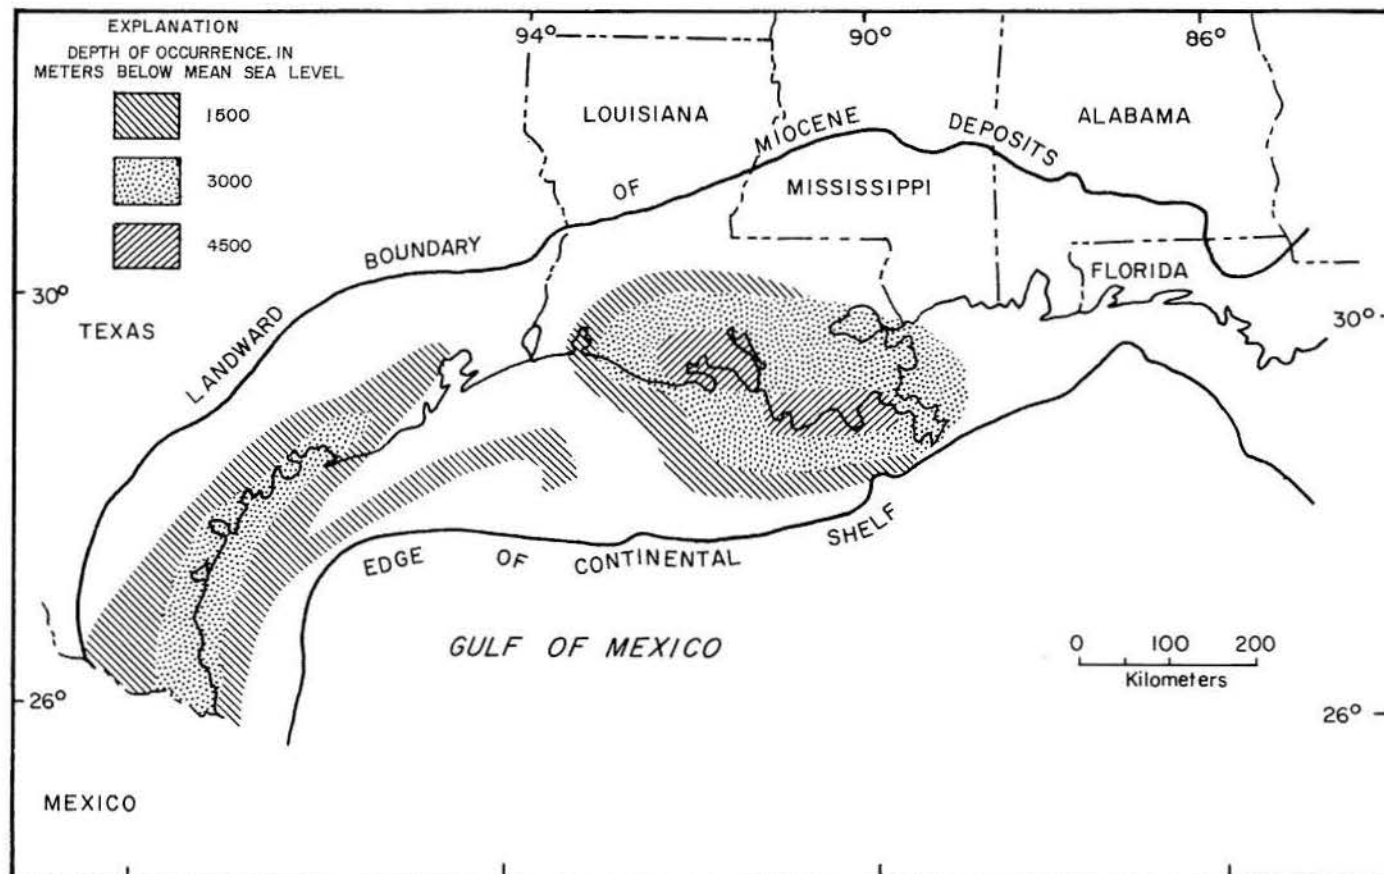 EXPLANATION
DEPTH OF OCCURRENCE, IN
METERS BELOW MEAN SEA LEVEL
1500
3000
4500
94°
90°
86°
LOUISIANA
ALABAMA
MISSISSIPPI
FLORIDA
TEXAS
LANDWARD BOUNDARY OF MIOCENE DEPOSITS
30°
30°
EDGE OF CONTINENTAL SHELF
GULF OF MEXICO
0 100 200
Kilometers
26°
26°
MEXICO